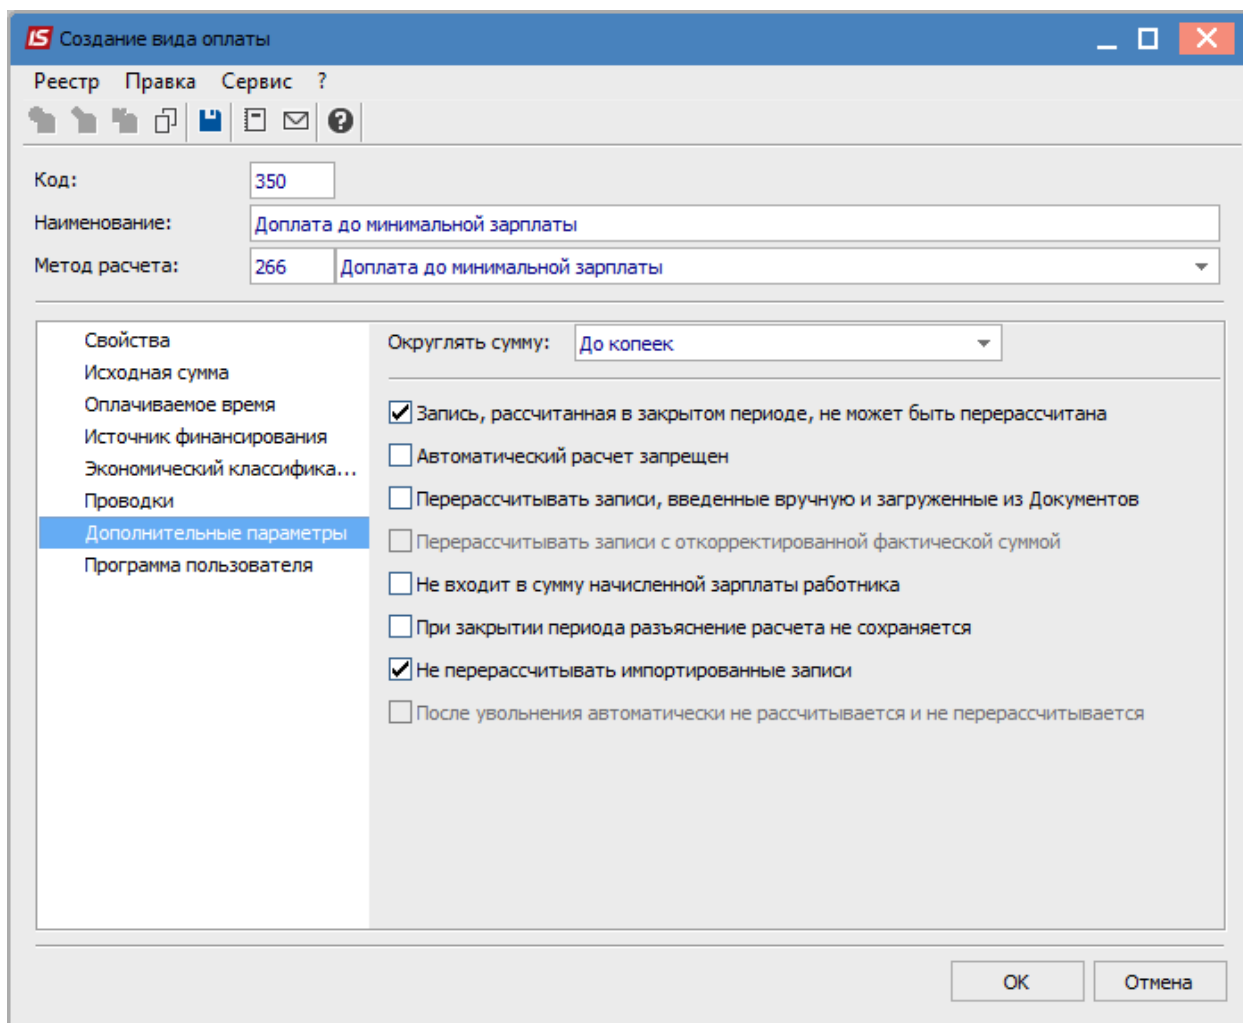 IS Создание вида оплаты
Реестр Правка Сервис ?
Код: 350
Наименование: Доплата до минимальной зарплаты
Метод расчета: 266 Доплата до минимальной зарплаты
Свойства
Исходная сумма
Оплачиваемое время
Источник финансирования
Экономический классифика...
Проводки
Дополнительные параметры
Программа пользователя
Округлять сумму: До копеек
Запись, рассчитанная в закрытом периоде, не может быть перерассчитана
Автоматический расчет запрещен
Перерассчитывать записи, введенные вручную и загруженные из Документов
Перерассчитывать записи с откорректированной фактической суммой
Не входит в сумму начисленной зарплаты работника
При закрытии периода разъяснение расчета не сохраняется
Не перерассчитывать импортированные записи
После увольнения автоматически не рассчитывается и не перерассчитывается
OK Отмена